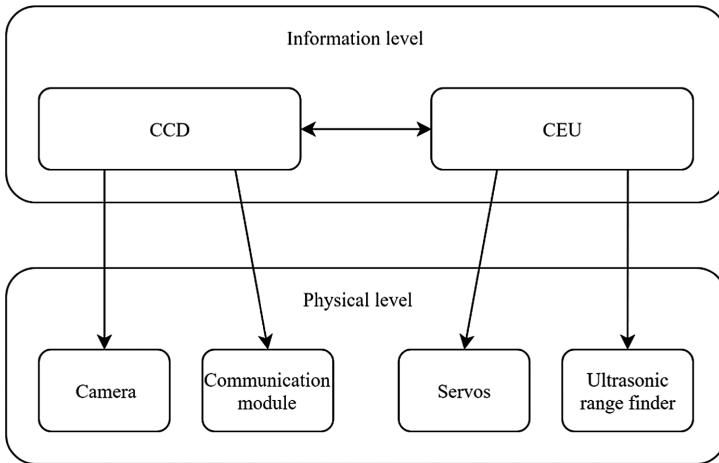 Information level
CCD
CEU
Physical level
Camera
Communication
module
Servos
Ultrasonic
range finder